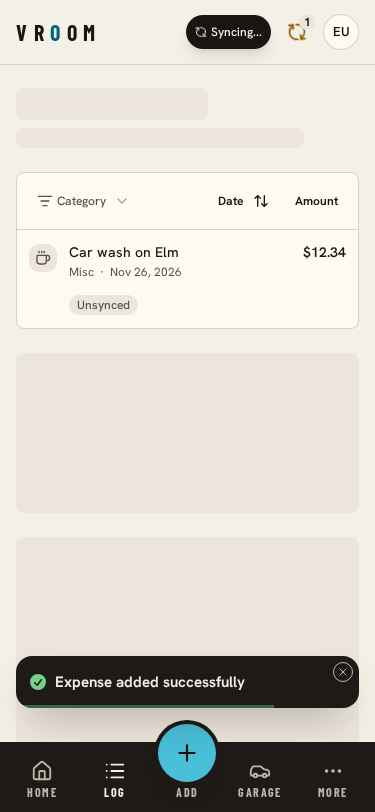 VROOM
Syncing...
1
EU
Category
Date
Amount
Car wash on Elm
$12.34
Misc · Nov 26, 2026
Unsynced
Expense added successfully
HOME
LOG
ADD
GARAGE
MORE